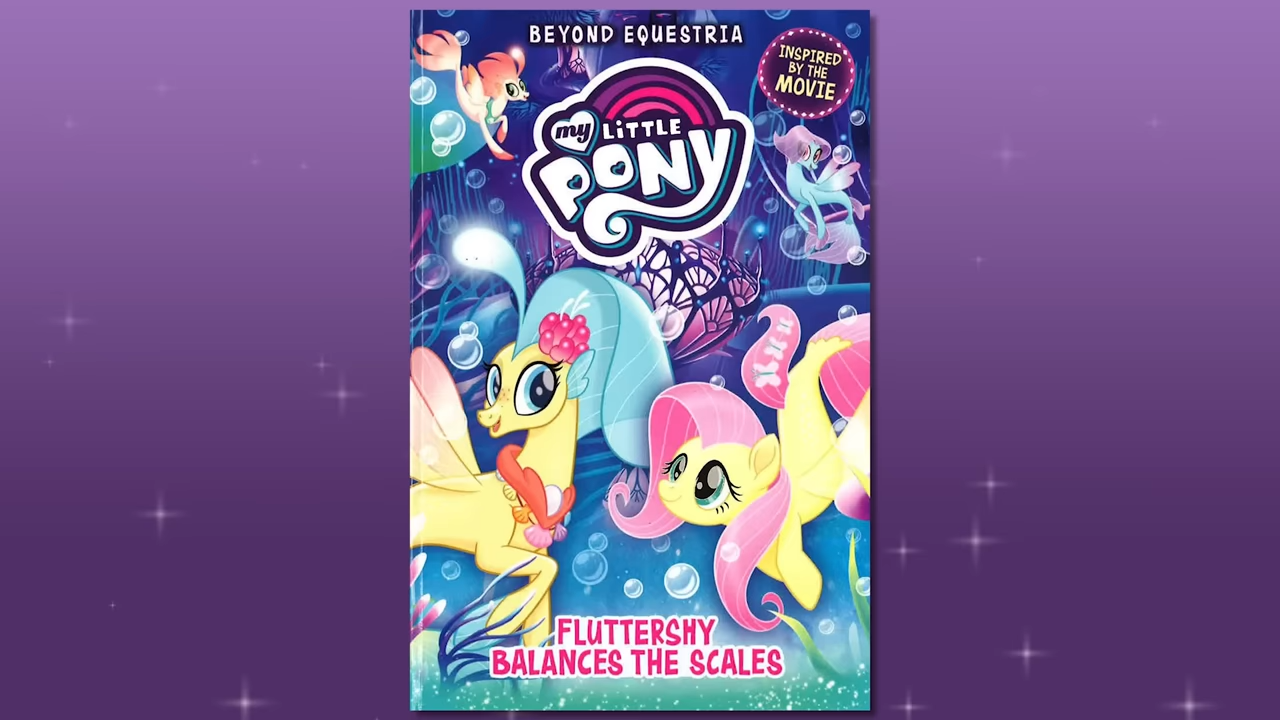 BEYOND EQUESTRIA
INSPIRED
BY THE
MOVIE
my LITTLE
PONY
FLUTTERSHY
BALANCES THE SCALES